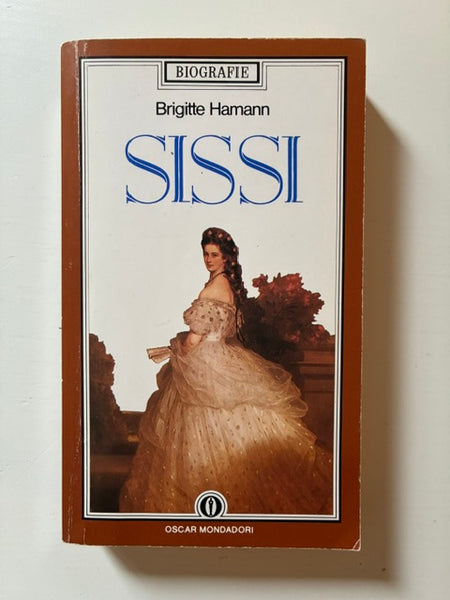 BIOGRAFIE
Brigitte Hamann
SISSI
OSCAR MONDADORI